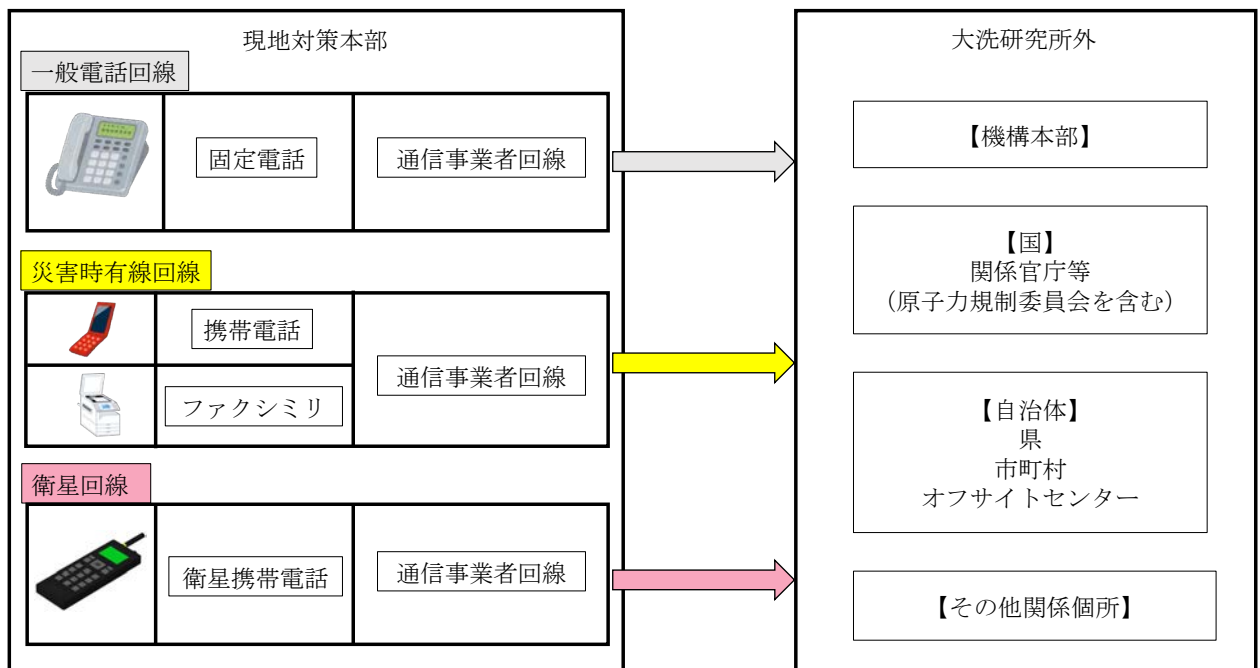 現地対策本部
一般電話回線
固定電話
通信事業者回線
災害時有線回線
携帯電話
ファクシミリ
通信事業者回線
衛星回線
衛星携帯電話
通信事業者回線
大洗研究所外
【機構本部】
【国】
関係官庁等
（原子力規制委員会を含む）
【自治体】
県
市町村
オフサイトセンター
【その他関係個所】